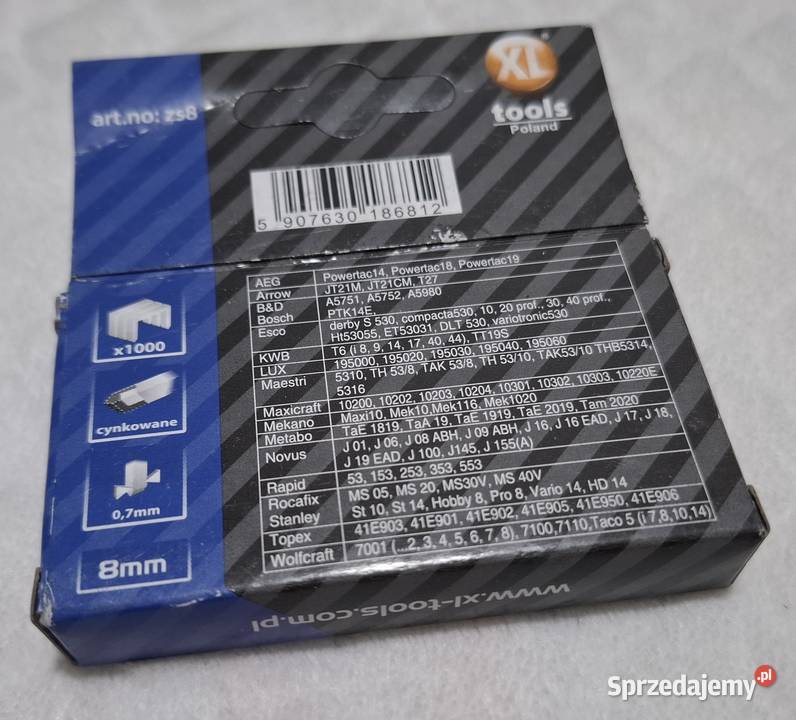 art.no: zs8
XL
tools
Poland
5 907630 186812
x1000
cynkowane
0,7mm
8mm
AEG Powertac14, Powertac18, Powertac19
Arrow JT21M, JT21CM, T27
B&D A5751, A5752, A5980
Bosch PTK14E,
Esco derby S 530, compacta530, 10, 20 prof., 30, 40 prof.,
Ht53055, ET53031, DLT 530, variotronic530
KWB T6 (i 8, 9, 14, 17, 40, 44), TT19S
LUX 195000, 195020, 195030, 195040, 195060
Maestri 5310, TH 53/8, TAK 53/8, TH 53/10, TAK53/10 THB5314,
5316
Maxicraft 10200, 10202, 10203, 10204, 10301, 10302, 10303, 10220E
Mekano Maxi10, Mek10,Mek116, Mek1020
Metabo TaE 1819, TaA 19, TaE 1919, TaE 2019, Tam 2020
Novus J 01, J 06, J 08 ABH, J 09 ABH, J 16, J 16 EAD, J 17, J 18,
J 19 EAD, J 100, J145, J 155(A)
Rapid 53, 153, 253, 353, 553
Rocafix MS 05, MS 20, MS30V, MS 40V
Stanley St 10, St 14, Hobby 8, Pro 8, Vario 14, HD 14
Topex 41E903, 41E901, 41E902, 41E905, 41E950, 41E906
Wolfcraft 7001 (...2, 3, 4, 5, 6, 7, 8), 7100,7110,Taco 5 (i 7,8,10,14)
www.xl-tools.com.pl
Sprzedajemy.pl